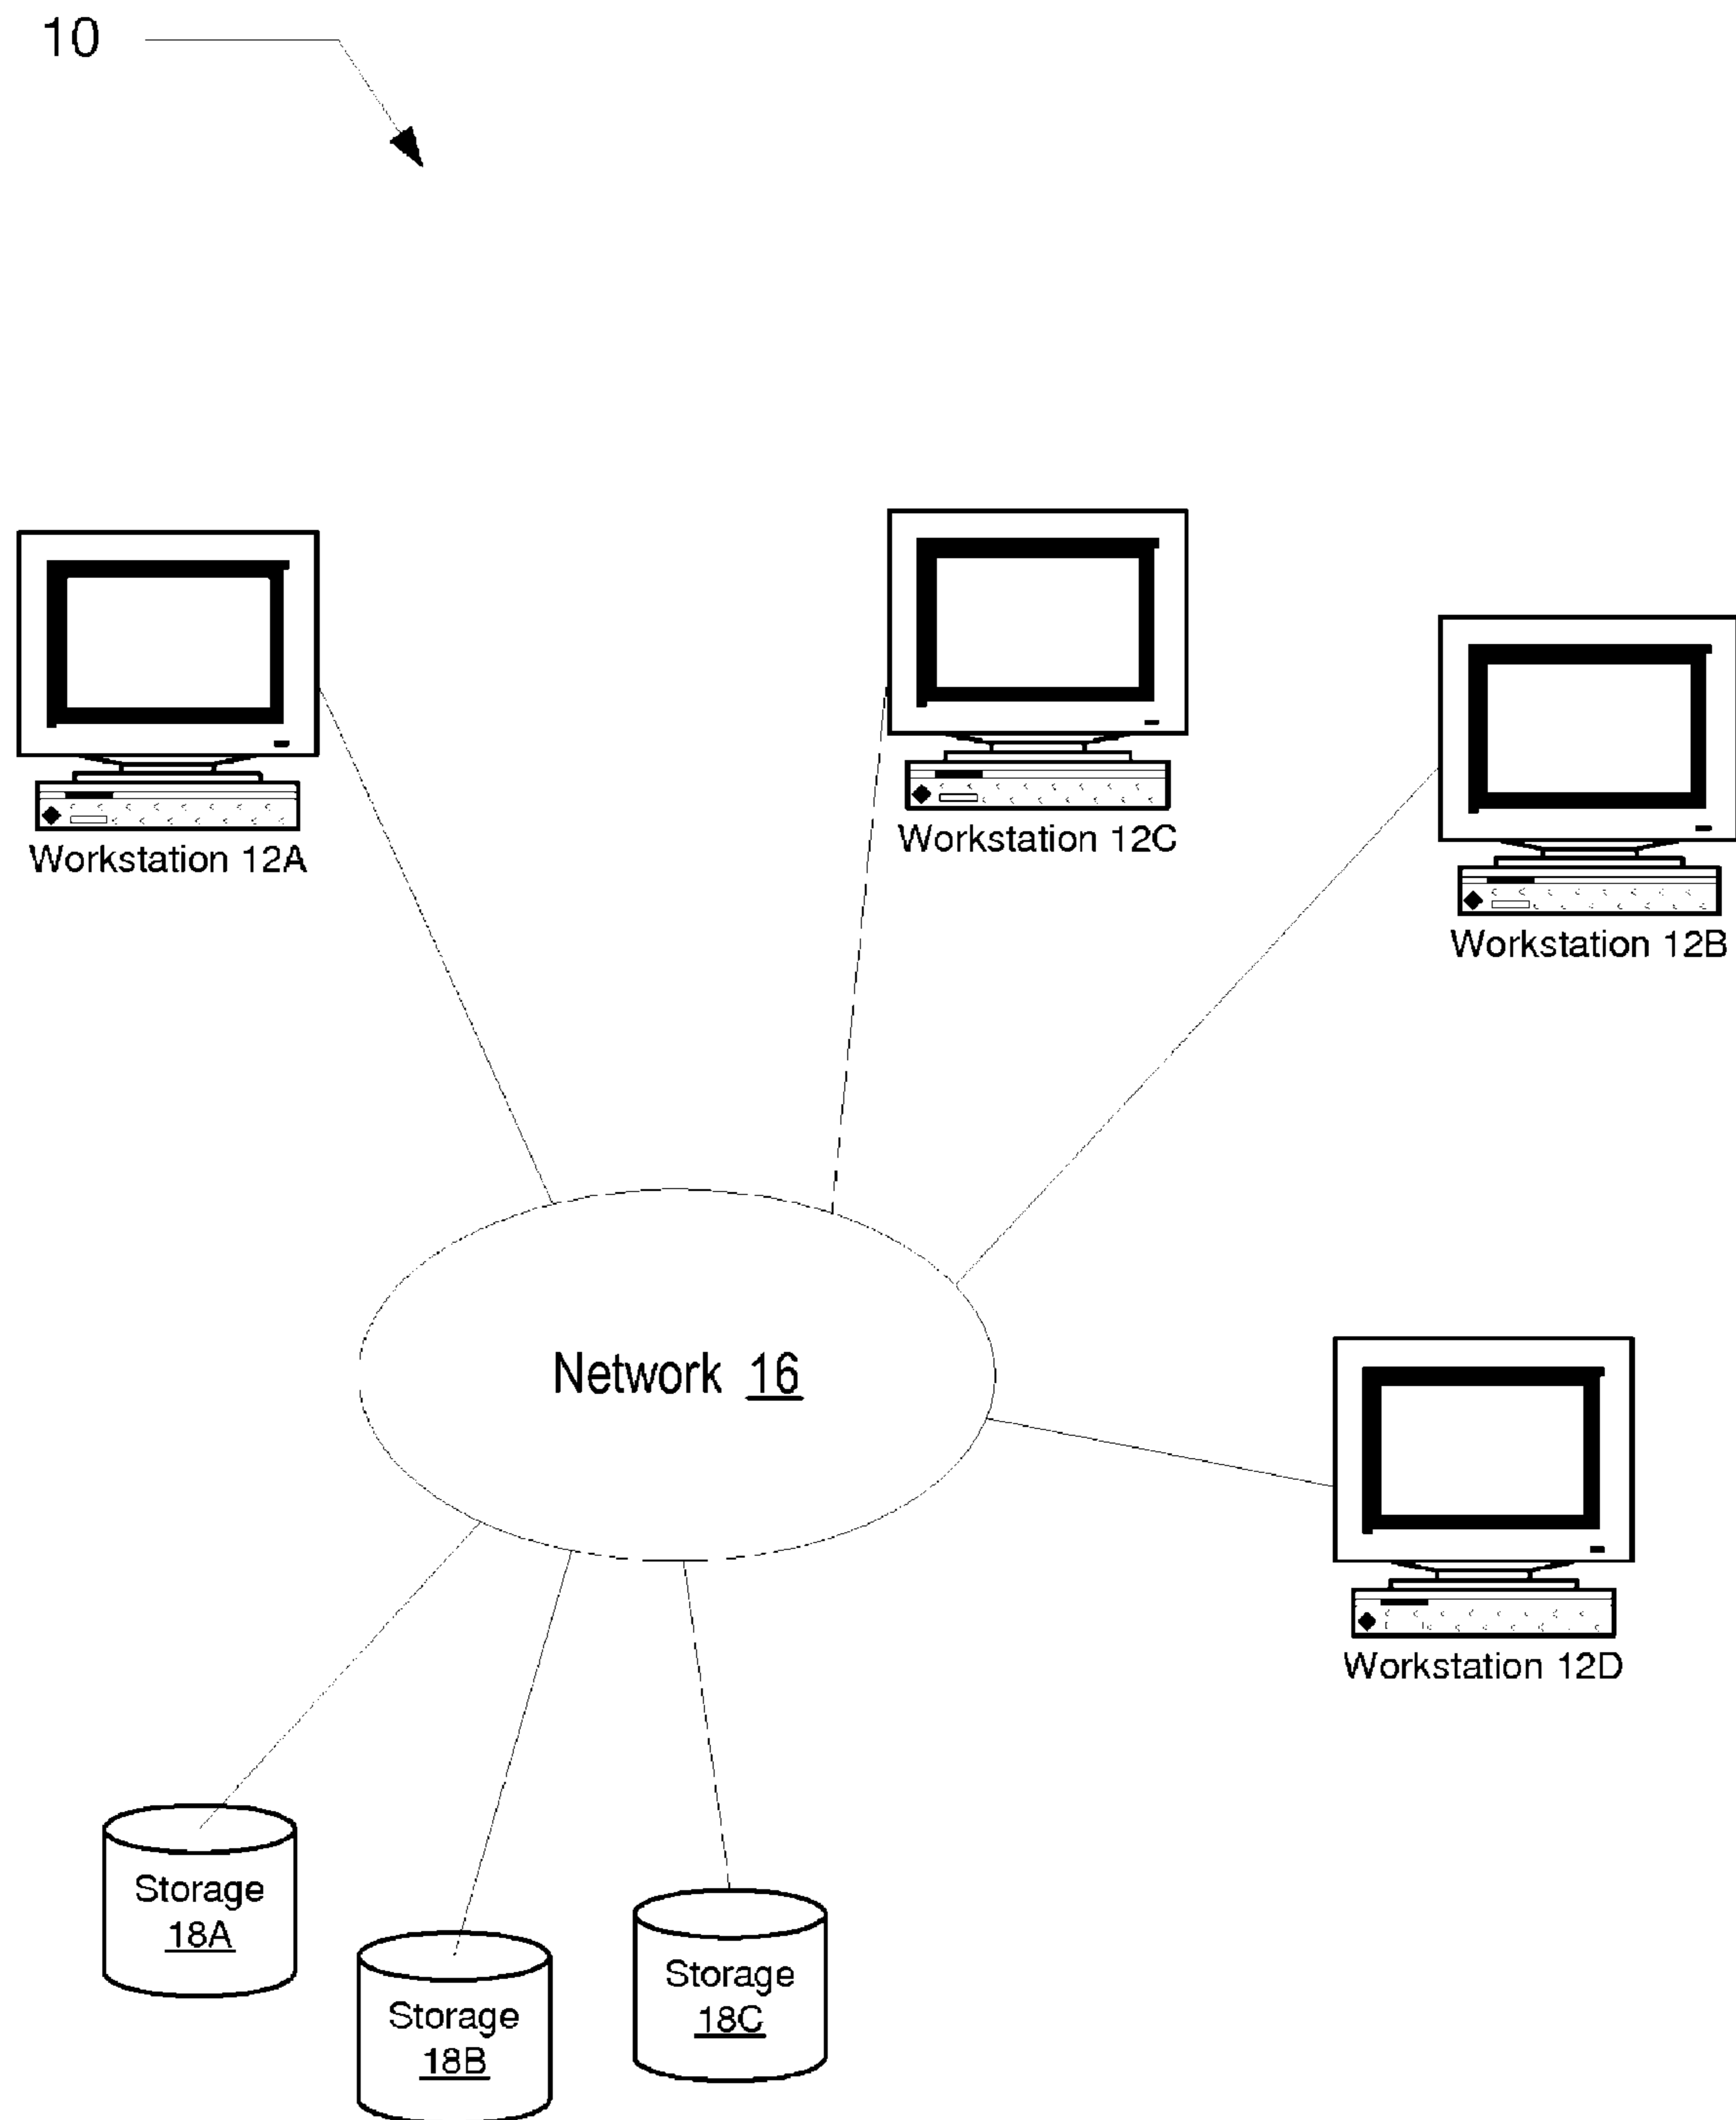 10
Workstation 12A
Workstation 12C
Workstation 12B
Network 16
Workstation 12D
Storage
18A
Storage
18B
Storage
18C